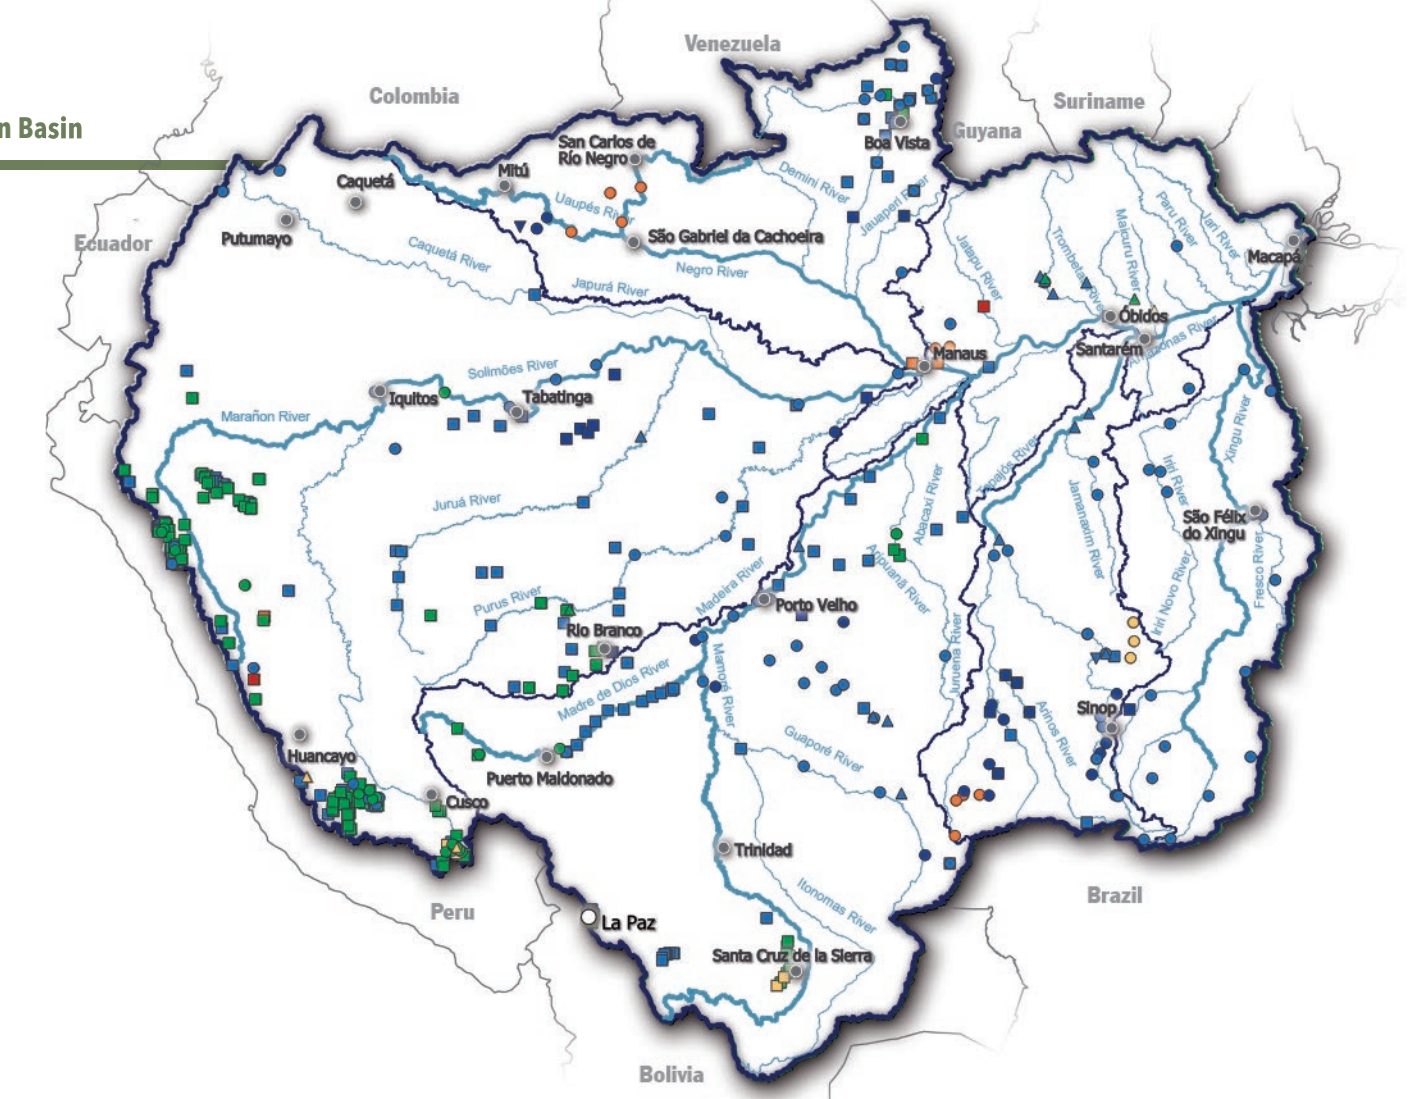 n Basin
Venezuela
Colombia
Suriname
Guyana
Ecuador
Boa Vista
San Carlos de
Río Negro
Mitú
Caquetá
Putumayo
Uaupés River
São Gabriel da Cachoeira
Negro River
Caquetá River
Japurá River
Demini River
Jauaperi River
Jatapu River
Trombetas River
Paru River
Jari River
Macapá
Óbidos
Santarém
Amazonas River
Manaus
Solimões River
Tabatinga
Iquitos
Marañon River
Juruá River
Purus River
Rio Branco
Madeira River
Porto Velho
Abacaxi River
Aripuanã River
Tapajós River
Jamanxim River
Iriri River
Xingu River
São Félix
do Xingu
Fresco River
Iriri Novo River
Juruena River
Arinos River
Sinop
Madre de Dios River
Mamoré River
Guaporé River
Puerto Maldonado
Huancayo
Cusco
Trinidad
Itonomas River
La Paz
Santa Cruz de la Sierra
Peru
Brazil
Bolivia